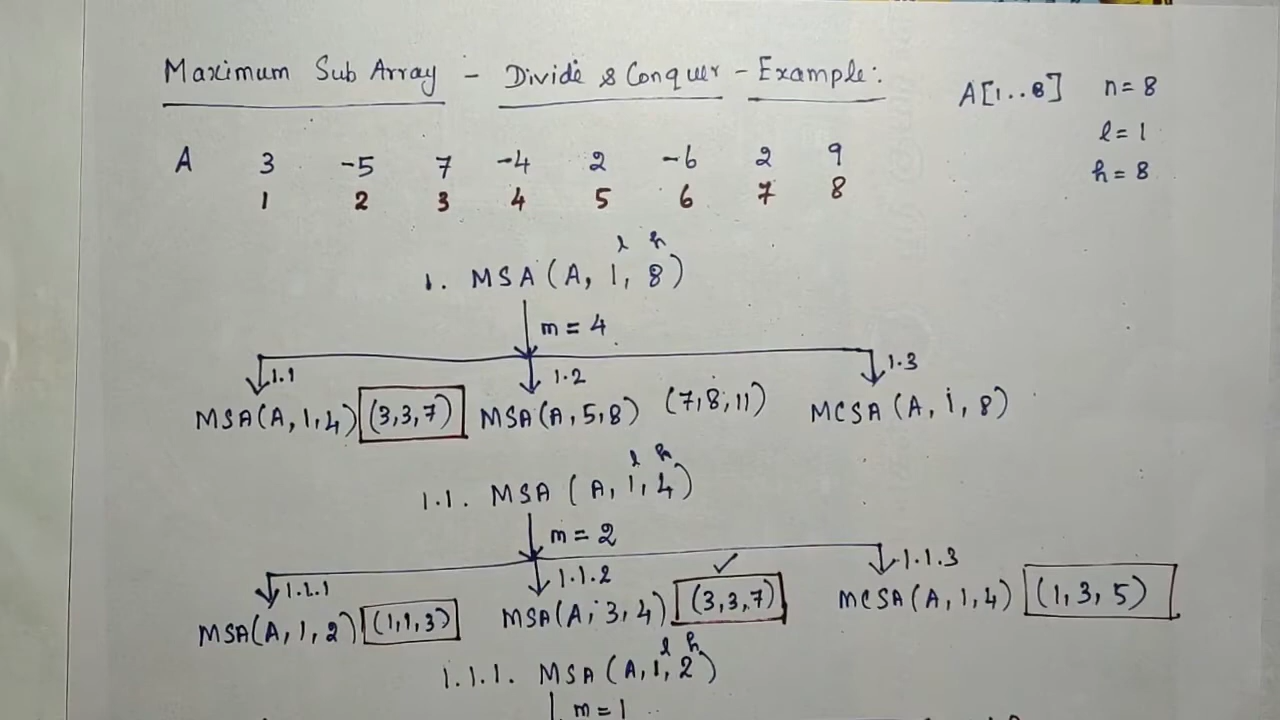 Maximum Sub Array - Divide & Conquer - Example:
A[1..8] n=8
l=1
h=8
A 3 -5 7 -4 2 -6 2 9
1 2 3 4 5 6 7 8
l h
1. MSA(A, 1, 8)
m=4
1.1 1.2 1.3
MSA(A,1,4) (3,3,7) MSA(A,5,8) (7,8,11) MCSA(A,1,8)
l h
1.1. MSA (A,1,4)
m=2
1.1.1 1.1.2 ✓ 1.1.3
MSA(A,1,2) (1,1,3) MSA(A,3,4) (3,3,7) MCSA(A,1,4) (1,3,5)
l h
1.1.1. MSA(A,1,2)
m=1